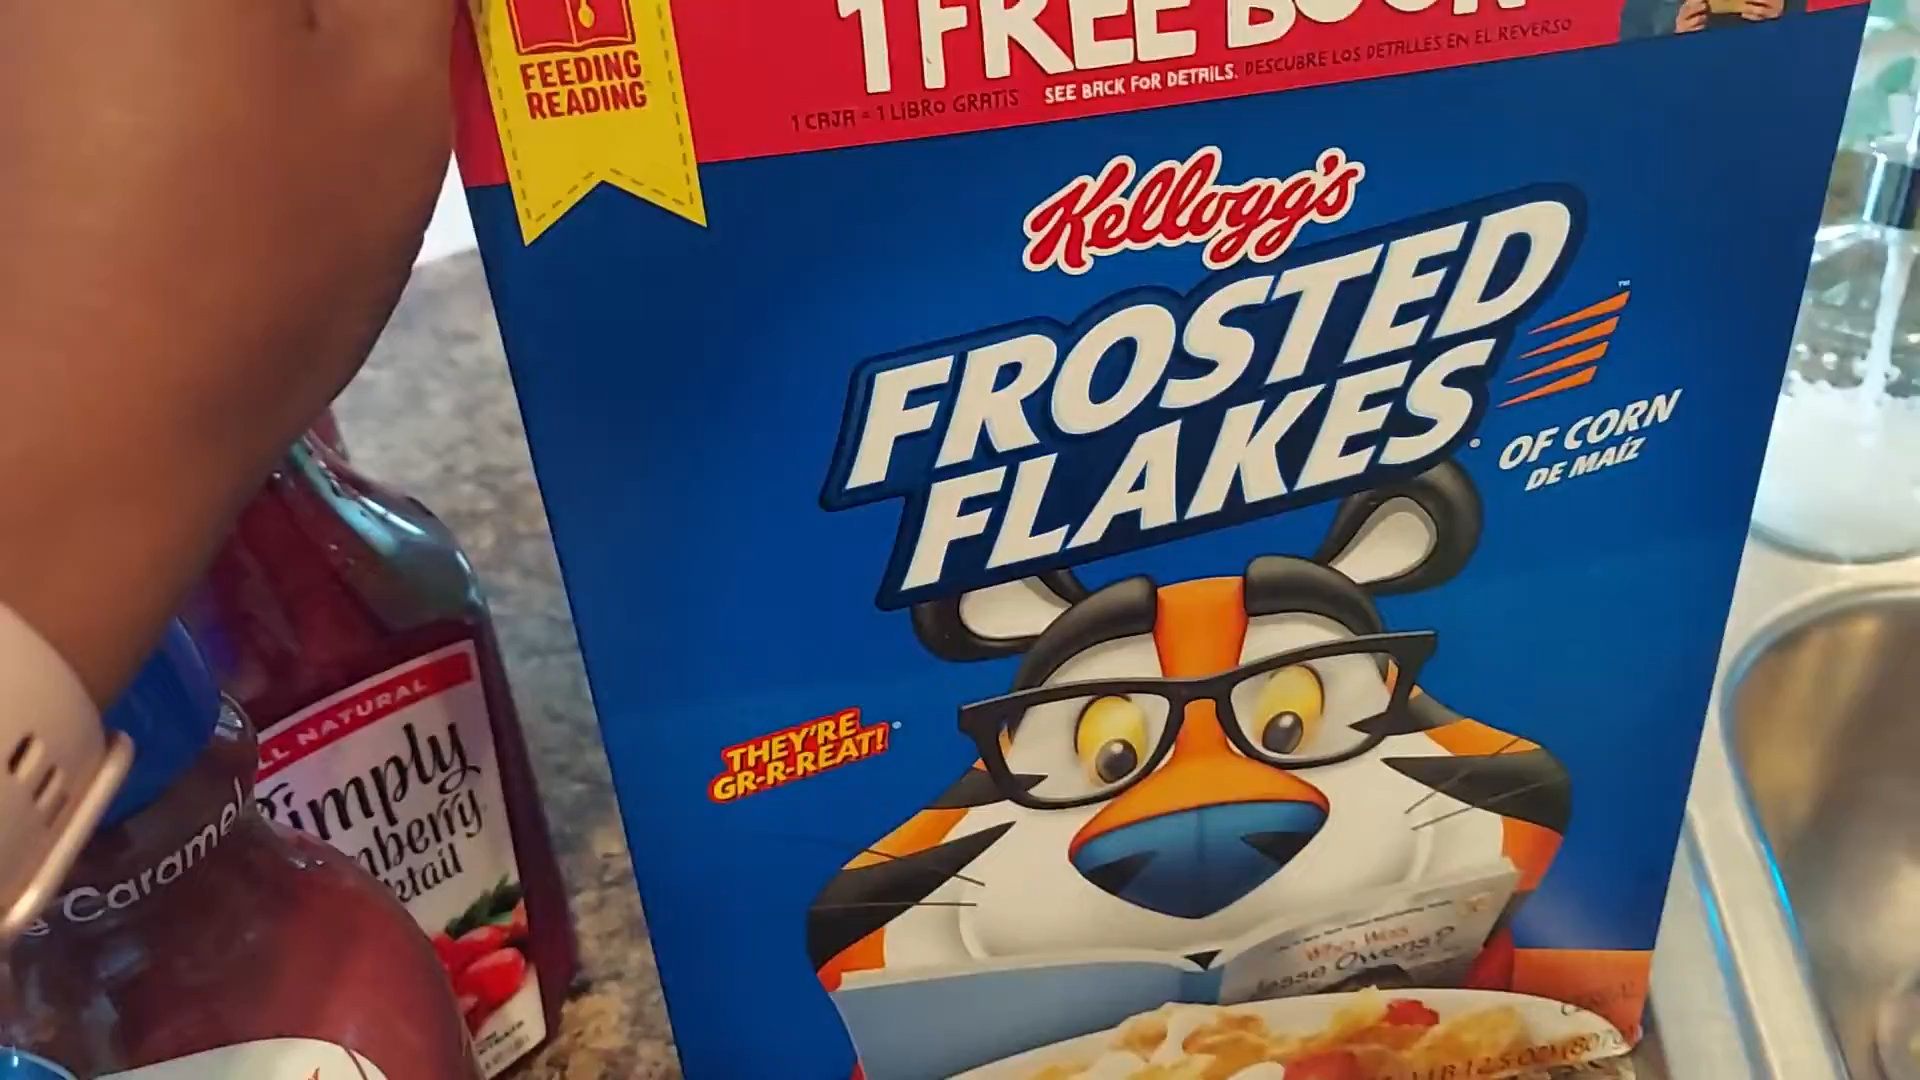 FEEDING
READING
1 FREE BOOK
1 CAJA = 1 LIBRO GRATIS SEE BACK FOR DETAILS. DESCUBRE LOS DETALLES EN EL REVERSO
Kellogg's
FROSTED
FLAKES
OF CORN
DE MAÍZ
THEY'RE
GR-R-REAT!
Who Was
Jesse Owens?
NATURAL
Simply
Caramel